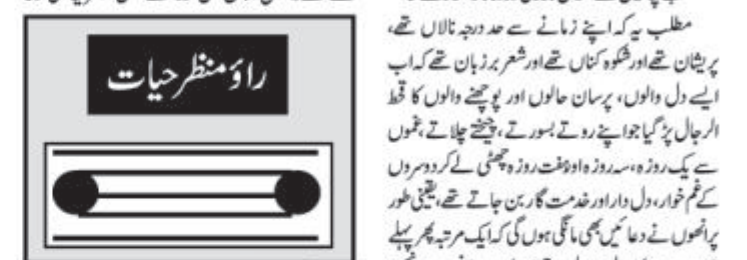 مطلب یہ کہ اپنے زمانے سے حد درجہ نالاں تھے،
پریشان تھے اور شکوہ کناں تھے اور شعر بر زبان تھے کہ اب
ایسے دل والوں، پرسان حالوں اور پوچھنے والوں کا قحط
الرجال پڑ گیا جو اپنے روتے بسورتے، چیختے چلاتے، غموں
سے یک روزہ، سہ روزہ اور ہفت روزہ چھٹی لے کر دوسروں
کے غم خوار، دل دار اور خدمت گار بن جاتے تھے، یقینی طور
پر انھوں نے دعائیں بھی مانگی ہوں گی کہ ایک مرتبہ پھر پہلے
راؤ منظر حیات